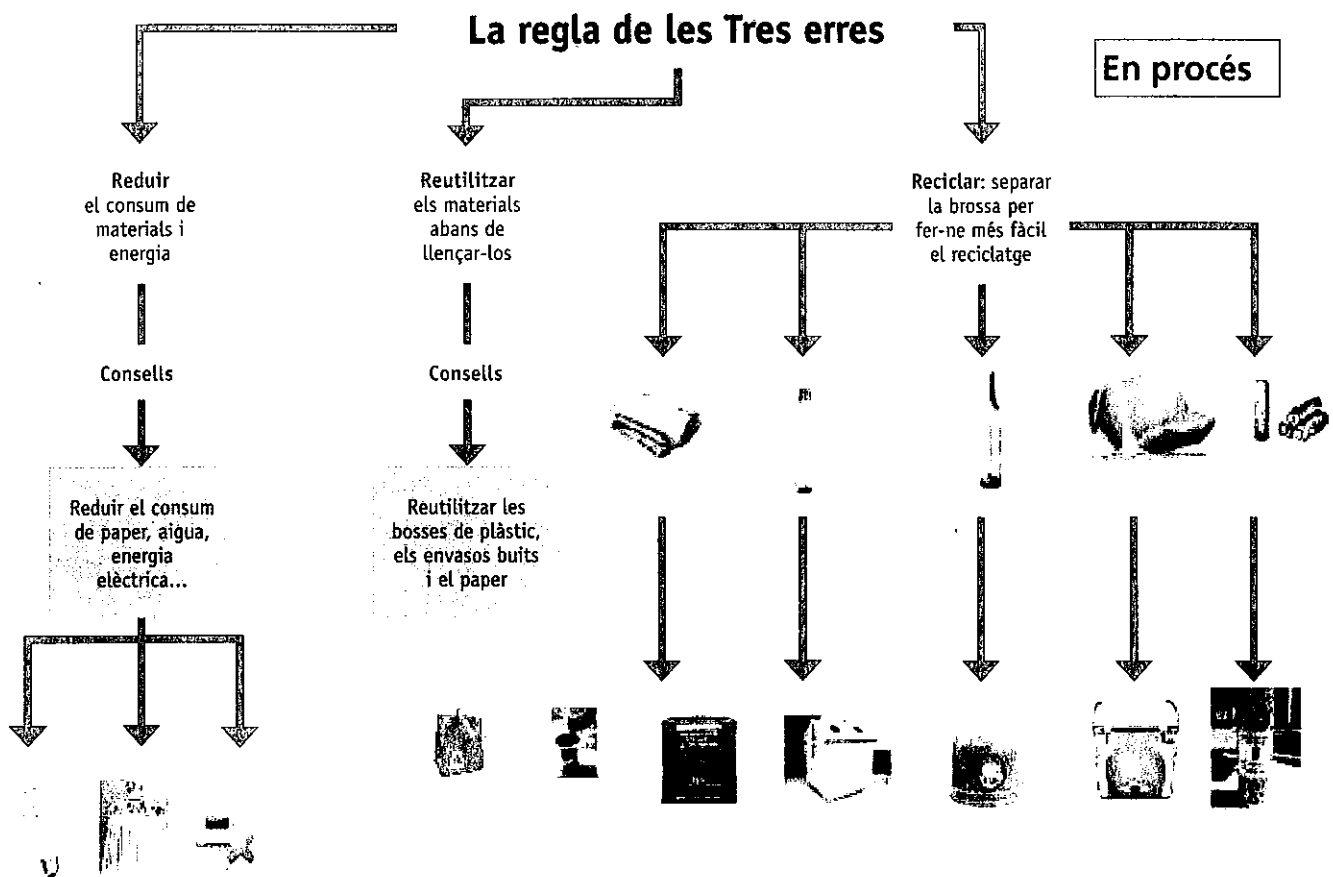 La regla de les Tres erres
En procés
Reduir
el consum de
materials i
energia
Reutilitzar
els materials
abans de
llençar-los
Reciclar: separar
la brossa per
fer-ne més fàcil
el reciclatge
Consells
Consells
Reduir el consum
de paper, aigua,
energia
elèctrica...
Reutilitzar les
bosses de plàstic,
els envasos buits
i el paper